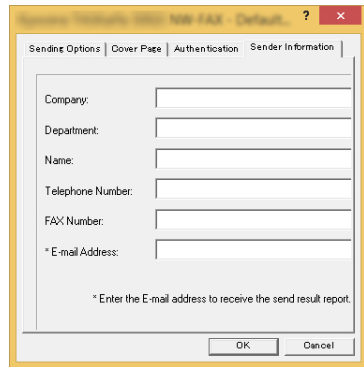 NW-FAX - Default... ? ×
Sending Options Cover Page Authentication Sender Information
Company:
Department:
Name:
Telephone Number:
FAX Number:
* E-mail Address:
* Enter the E-mail address to receive the send result report.
OK Cancel